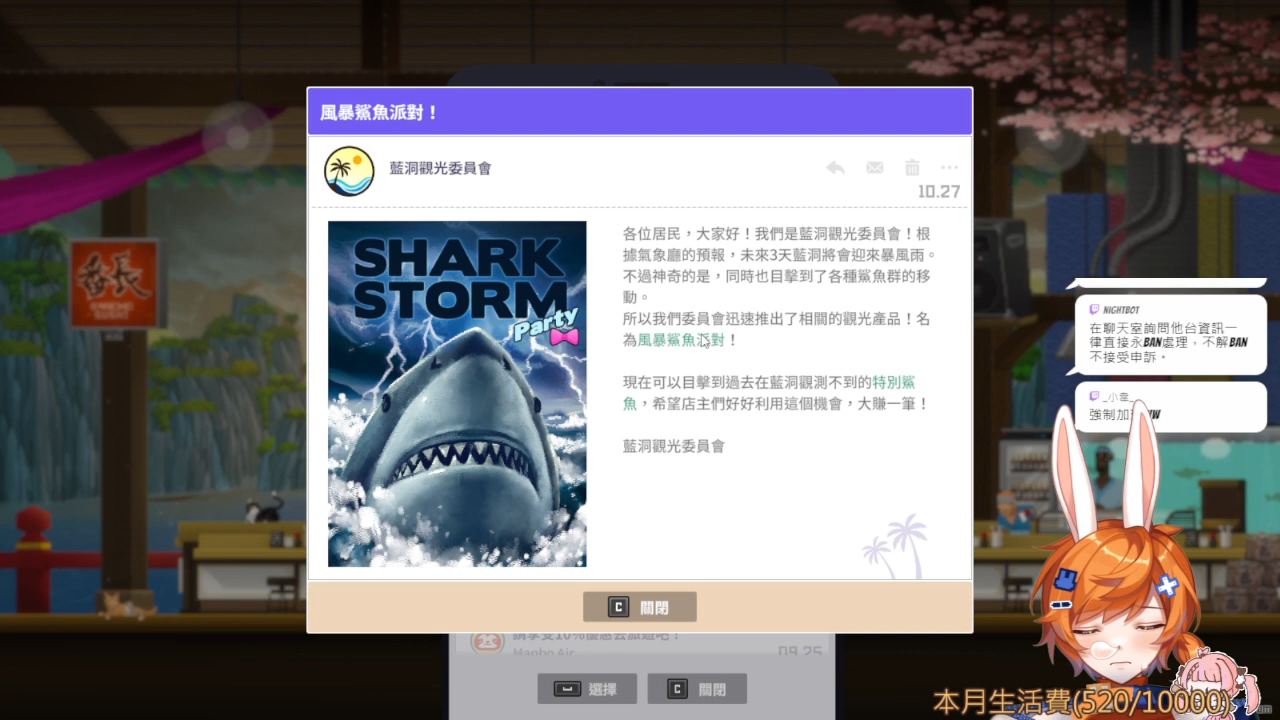 風暴鯊魚派對！
藍洞觀光委員會
10.27
SHARK
STORM
Party
各位居民，大家好！我們是藍洞觀光委員會！根
據氣象廳的預報，未來3天藍洞將會迎來暴風雨。
不過神奇的是，同時也目擊到了各種鯊魚群的移
動。
所以我們委員會迅速推出了相關的觀光產品！名
為風暴鯊魚派對！
現在可以目擊到過去在藍洞觀測不到的特別鯊
魚，希望店主們好好利用這個機會，大賺一筆！
藍洞觀光委員會
C 關閉
Manbo Air
09.25
選擇
C 關閉
番長
NIGHTBOT
在聊天室詢問他台資訊一
律直接永BAN處理，不解BAN
不接受申訴。
_小韋_
強制加
本月生活費(520/10000)